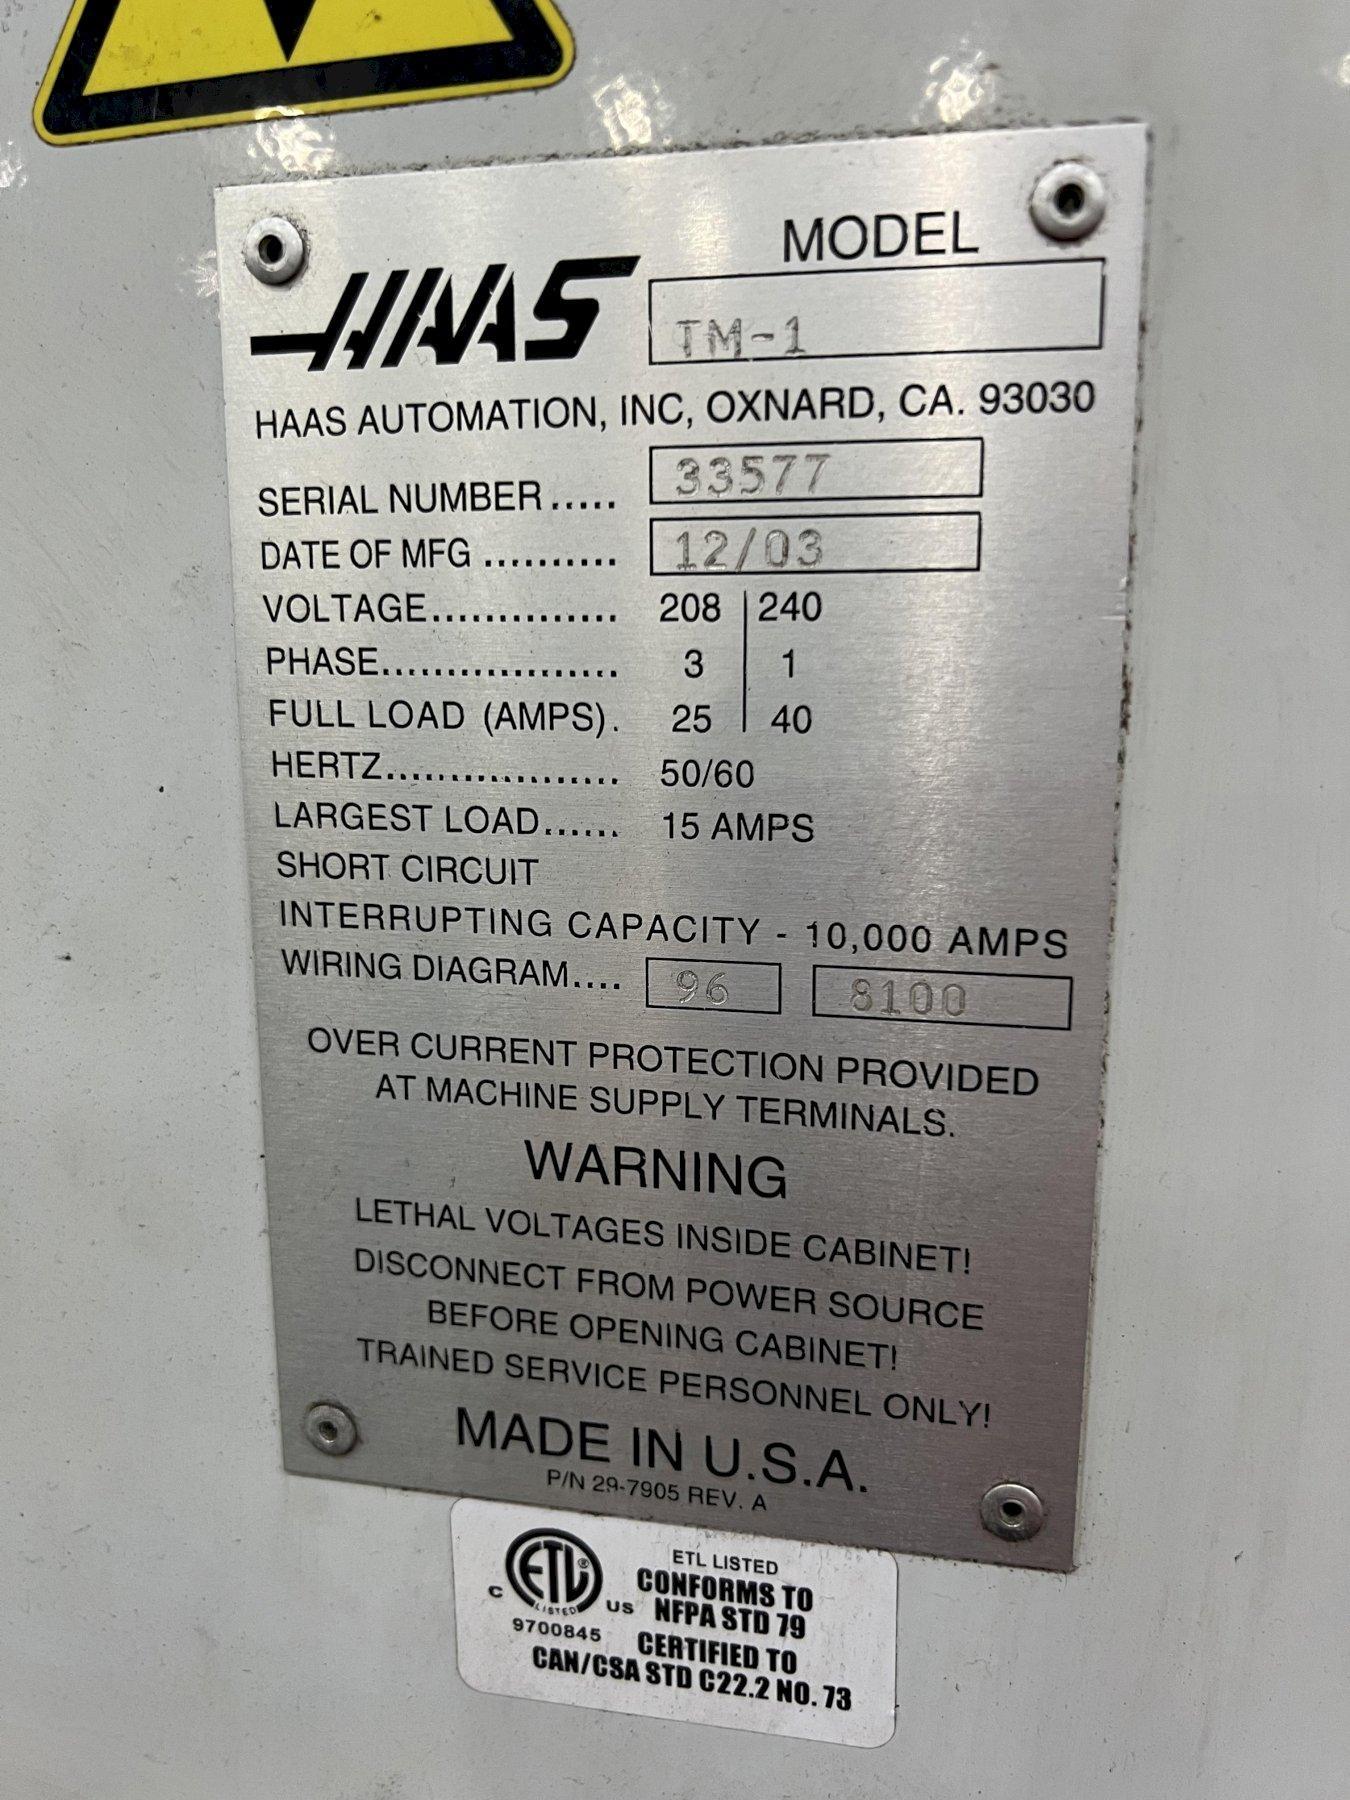 MODEL
HAAS
TM-1
HAAS AUTOMATION, INC, OXNARD, CA. 93030
SERIAL NUMBER ..... 33577
DATE OF MFG .......... 12/03
VOLTAGE.............. 208 | 240
PHASE.................. 3 | 1
FULL LOAD (AMPS). 25 | 40
HERTZ.................. 50/60
LARGEST LOAD...... 15 AMPS
SHORT CIRCUIT
INTERRUPTING CAPACITY - 10,000 AMPS
WIRING DIAGRAM.... 96 8100
OVER CURRENT PROTECTION PROVIDED
AT MACHINE SUPPLY TERMINALS.
WARNING
LETHAL VOLTAGES INSIDE CABINET!
DISCONNECT FROM POWER SOURCE
BEFORE OPENING CABINET!
TRAINED SERVICE PERSONNEL ONLY!
MADE IN U.S.A.
P/N 29-7905 REV. A
ETL LISTED
CONFORMS TO
NFPA STD 79
C ETL® LISTED US
9700845
CERTIFIED TO
CAN/CSA STD C22.2 NO. 73